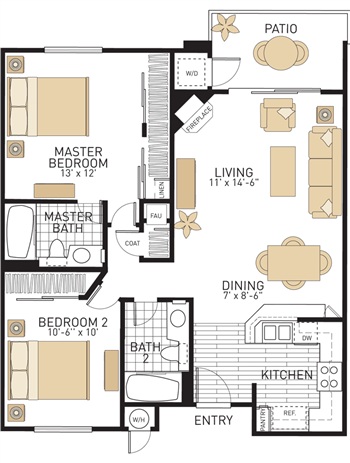 PATIO
W/D
FIREPLACE
MASTER
BEDROOM
13' x 12'
LIVING
11' x 14'-6"
LINEN
MASTER
BATH
FAU
COAT
DINING
7' x 8'-6"
BEDROOM 2
10'-6" x 10'
BATH
2
DW
KITCHEN
ENTRY
PANTRY
REF.
W/H